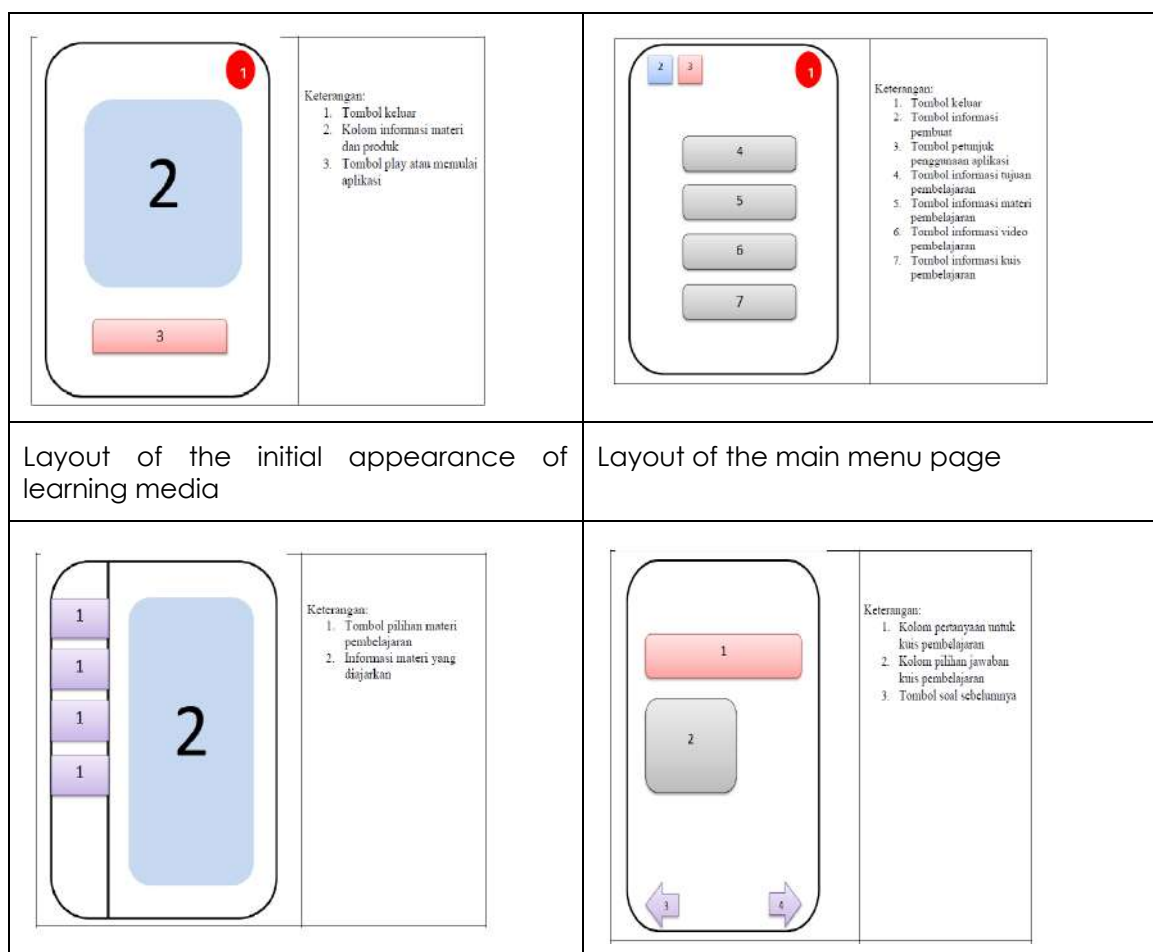 1
2
3
Keterangan:
1. Tombol keluar
2. Kolom informasi materi
dan produk
3. Tombol play atau memulai
aplikasi
2
3
1
4
5
6
7
Keterangan:
1. Tombol keluar
2. Tombol informasi
pembuat
3. Tombol petunjuk
penggunaan aplikasi
4. Tombol informasi tujuan
pembelajaran
5. Tombol informasi materi
pembelajaran
6. Tombol informasi video
pembelajaran
7. Tombol informasi kuis
pembelajaran
Layout of the initial appearance of
learning media
Layout of the main menu page
1
1
1
1
2
Keterangan:
1. Tombol pilihan materi
pembelajaran
2. Informasi materi yang
diajarkan
1
2
3
4
Keterangan:
1. Kolom pertanyaan untuk
kuis pembelajaran
2. Kolom pilihan jawaban
kuis pembelajaran
3. Tombol soal sebelumnya